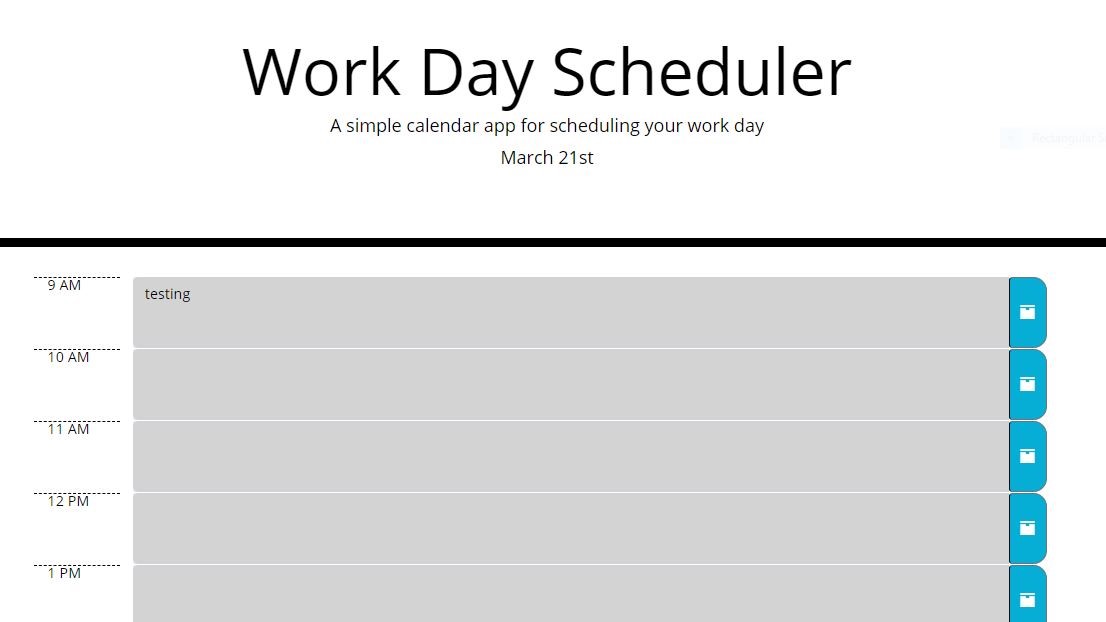 Work Day Scheduler
A simple calendar app for scheduling your work day
March 21st
Rectangular S
9 AM
testing
10 AM
11 AM
12 PM
1 PM